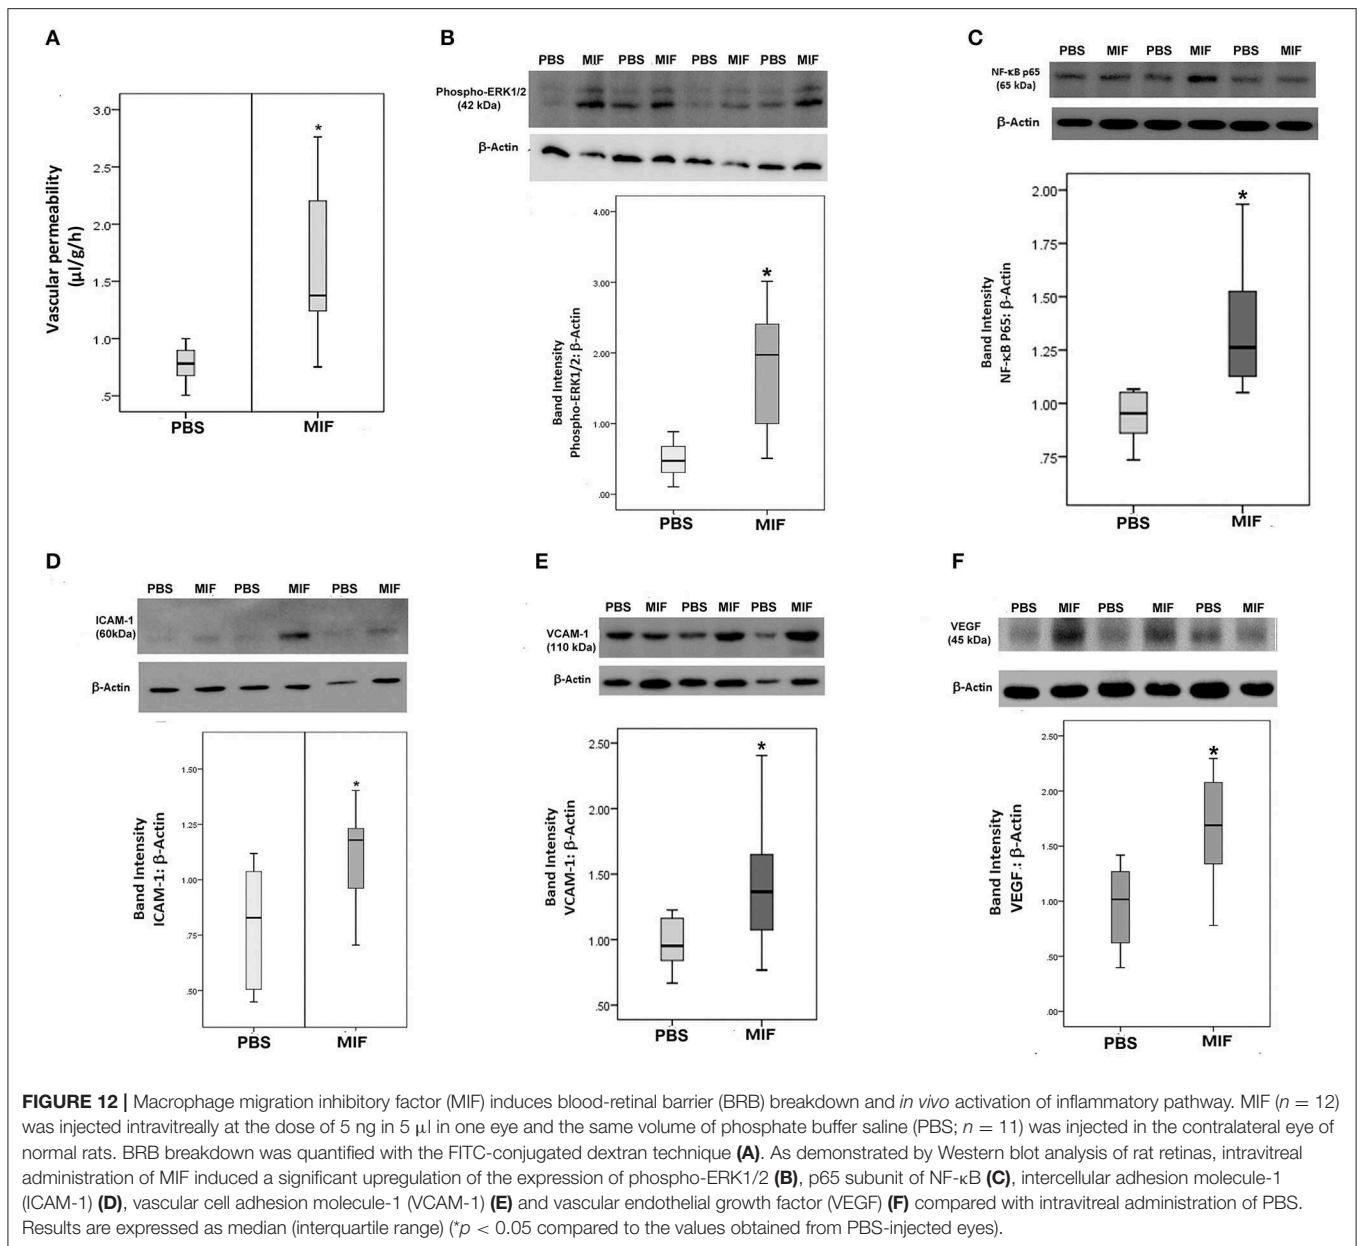 A
3.0
2.5
2.0
1.5
1.0
.5
Vascular permeability
(µl/g/h)
*
PBS
MIF
B
PBS MIF PBS MIF PBS MIF PBS MIF
Phospho-ERK1/2
(42 kDa)
β-Actin
4.00
3.00
2.00
1.00
.00
Band Intensity
Phospho-ERK1/2: β-Actin
*
PBS
MIF
C
PBS MIF PBS MIF PBS MIF
NF-κB p65
(65 kDa)
β-Actin
2.00
1.50
1.25
1.00
.75
Band Intensity
NF-κB P65: β-Actin
*
PBS
MIF
D
PBS MIF PBS MIF PBS MIF
ICAM-1
(60kDa)
β-Actin
1.50
1.25
1.00
.75
.50
Band Intensity
ICAM-1: β-Actin
*
PBS
MIF
E
PBS MIF PBS MIF PBS MIF
VCAM-1
(110 kDa)
β-Actin
2.50
2.00
1.50
1.00
.50
Band Intensity
VCAM-1: β-Actin
*
PBS
MIF
F
PBS MIF PBS MIF PBS MIF
VEGF
(45 kDa)
β-Actin
2.50
2.00
1.50
1.00
.50
.00
Band Intensity
VEGF.: β-Actin
*
PBS
MIF
FIGURE 12 | Macrophage migration inhibitory factor (MIF) induces blood-retinal barrier (BRB) breakdown and in vivo activation of inflammatory pathway. MIF (n = 12)
was injected intravitreally at the dose of 5 ng in 5 µl in one eye and the same volume of phosphate buffer saline (PBS; n = 11) was injected in the contralateral eye of
normal rats. BRB breakdown was quantified with the FITC-conjugated dextran technique (A). As demonstrated by Western blot analysis of rat retinas, intravitreal
administration of MIF induced a significant upregulation of the expression of phospho-ERK1/2 (B), p65 subunit of NF-κB (C), intercellular adhesion molecule-1
(ICAM-1) (D), vascular cell adhesion molecule-1 (VCAM-1) (E) and vascular endothelial growth factor (VEGF) (F) compared with intravitreal administration of PBS.
Results are expressed as median (interquartile range) (*p < 0.05 compared to the values obtained from PBS-injected eyes).